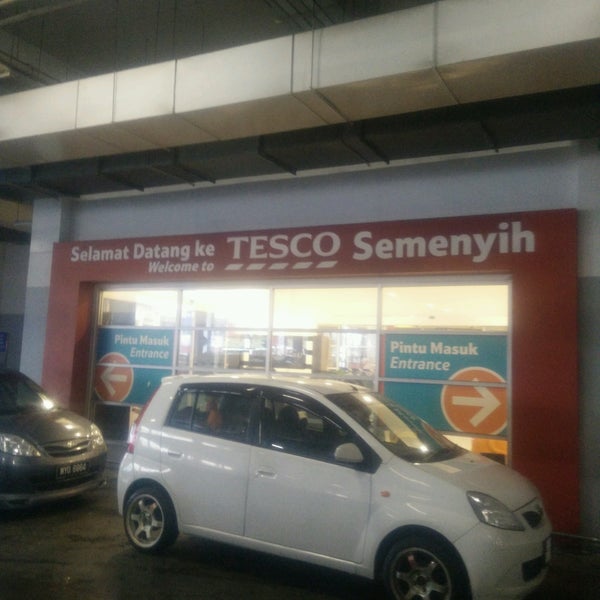 Selamat Datang ke TESCO Semenyih
Welcome to
Pintu Masuk
Entrance
Pintu Masuk
Entrance